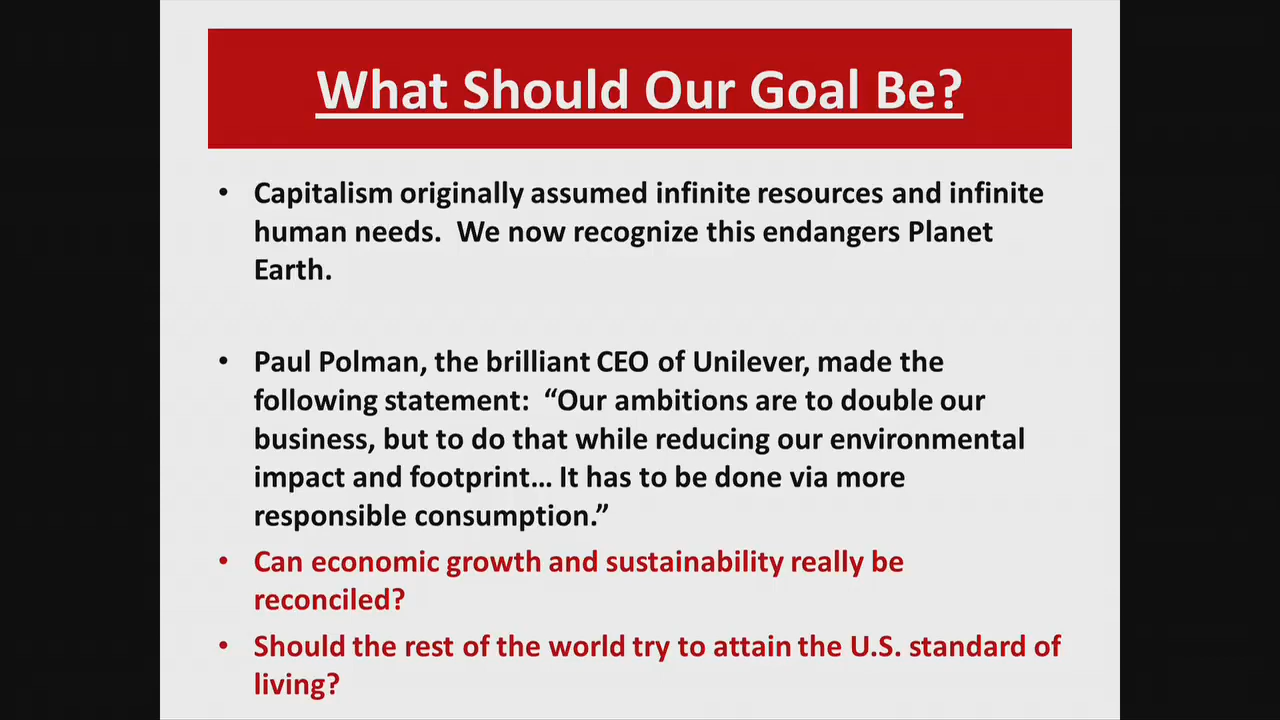 What Should Our Goal Be?
• Capitalism originally assumed infinite resources and infinite
human needs.  We now recognize this endangers Planet
Earth.
• Paul Polman, the brilliant CEO of Unilever, made the
following statement:  “Our ambitions are to double our
business, but to do that while reducing our environmental
impact and footprint... It has to be done via more
responsible consumption.”
• Can economic growth and sustainability really be
reconciled?
• Should the rest of the world try to attain the U.S. standard of
living?